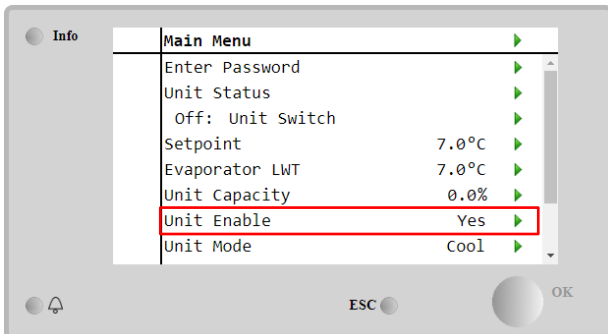 Info
Main Menu
Enter Password
Unit Status
Off: Unit Switch
Setpoint 7.0°C
Evaporator LWT 7.0°C
Unit Capacity 0.0%
Unit Enable Yes
Unit Mode Cool
ESC
OK